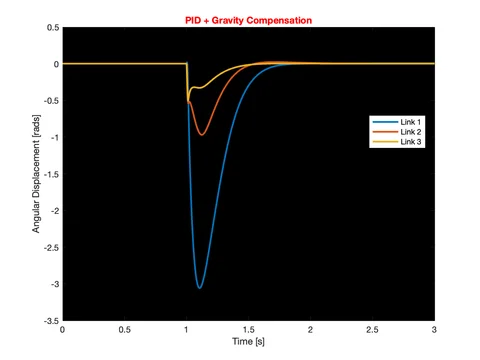 PID + Gravity Compensation
Angular Displacement [rads]
0.5
0
-0.5
-1
-1.5
-2
-2.5
-3
-3.5
Link 1
Link 2
Link 3
0 0.5 1 1.5 2 2.5 3
Time [s]